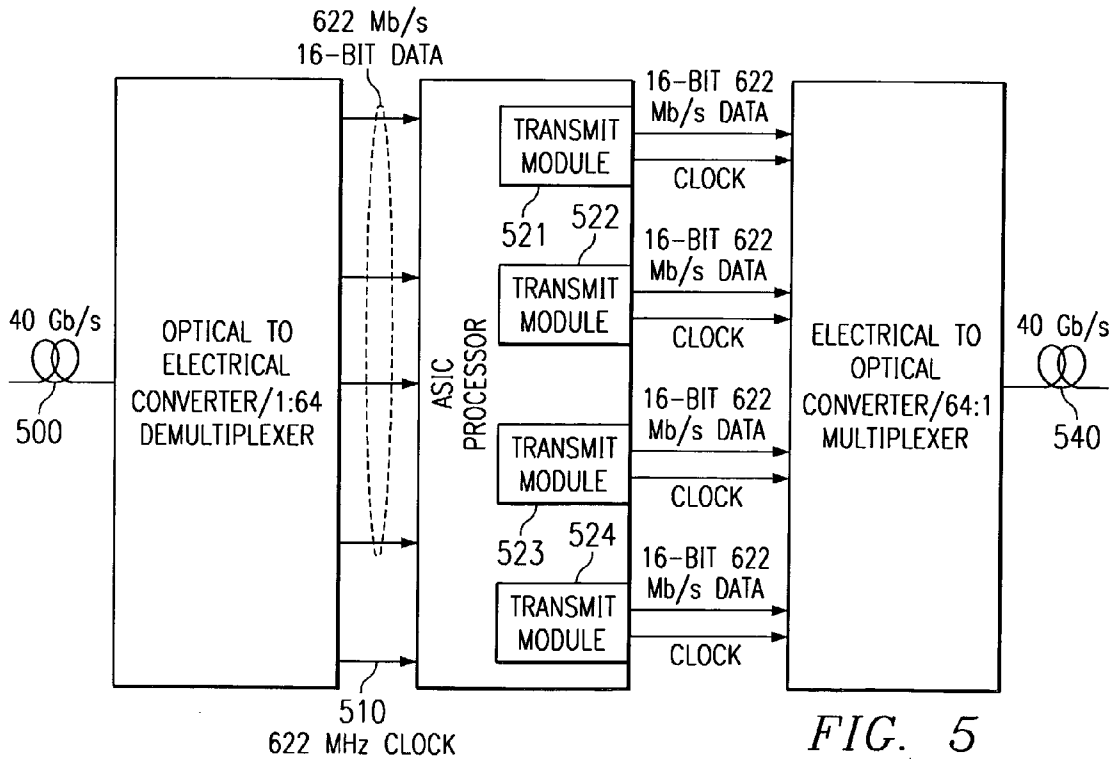 622 Mb/s
16-BIT DATA
40 Gb/s
500
OPTICAL TO
ELECTRICAL
CONVERTER/1:64
DEMULTIPLEXER
510
622 MHz CLOCK
ASIC
PROCESSOR
TRANSMIT
MODULE
521
16-BIT 622
Mb/s DATA
CLOCK
522
TRANSMIT
MODULE
16-BIT 622
Mb/s DATA
CLOCK
TRANSMIT
MODULE
523
16-BIT 622
Mb/s DATA
CLOCK
524
TRANSMIT
MODULE
16-BIT 622
Mb/s DATA
CLOCK
ELECTRICAL TO
OPTICAL
CONVERTER/64:1
MULTIPLEXER
40 Gb/s
540
FIG. 5